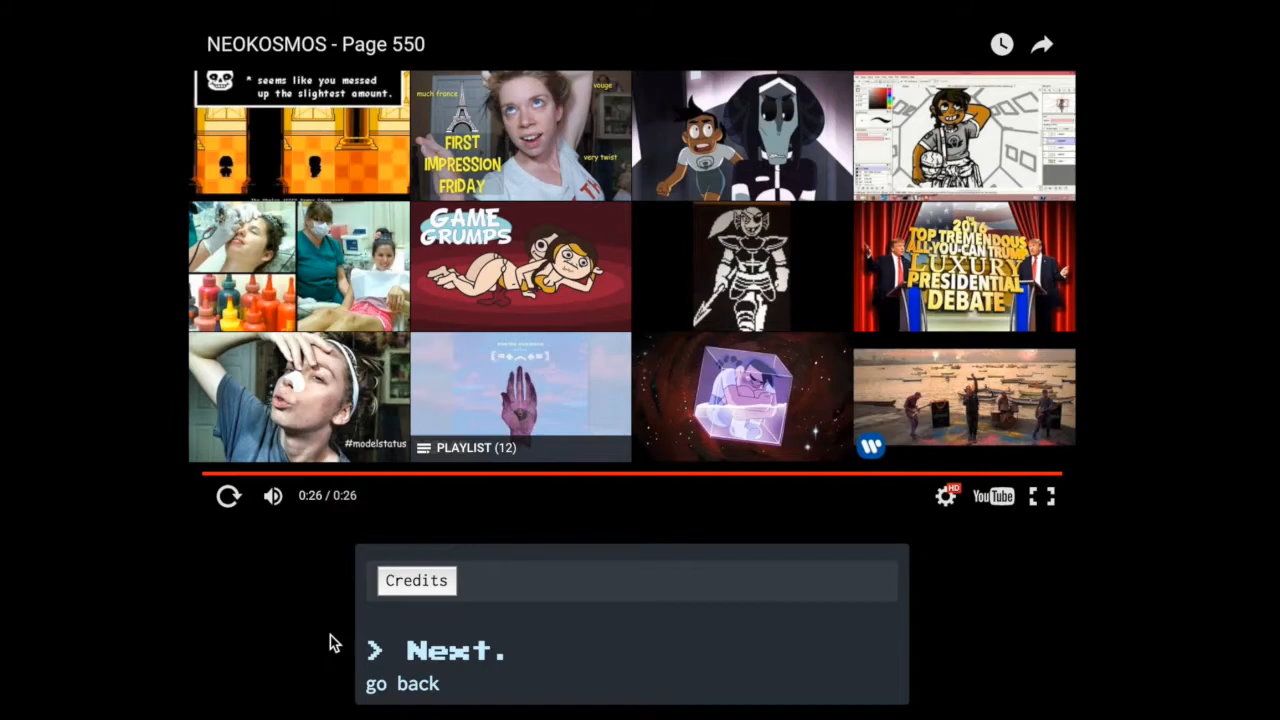 NEOKOSMOS - Page 550
* seems like you messed
up the slightest amount.
much france
vouge
FIRST
IMPRESSION
FRIDAY
very twist
GAME
GRUMPS
THE
2016
TOP TREMENDOUS
ALL-YOU-CAN TRUMP
LUXURY
PRESIDENTIAL
DEBATE
#modelstatus
PLAYLIST (12)
0:26 / 0:26
HD
YouTube
Credits
> Next.
go back